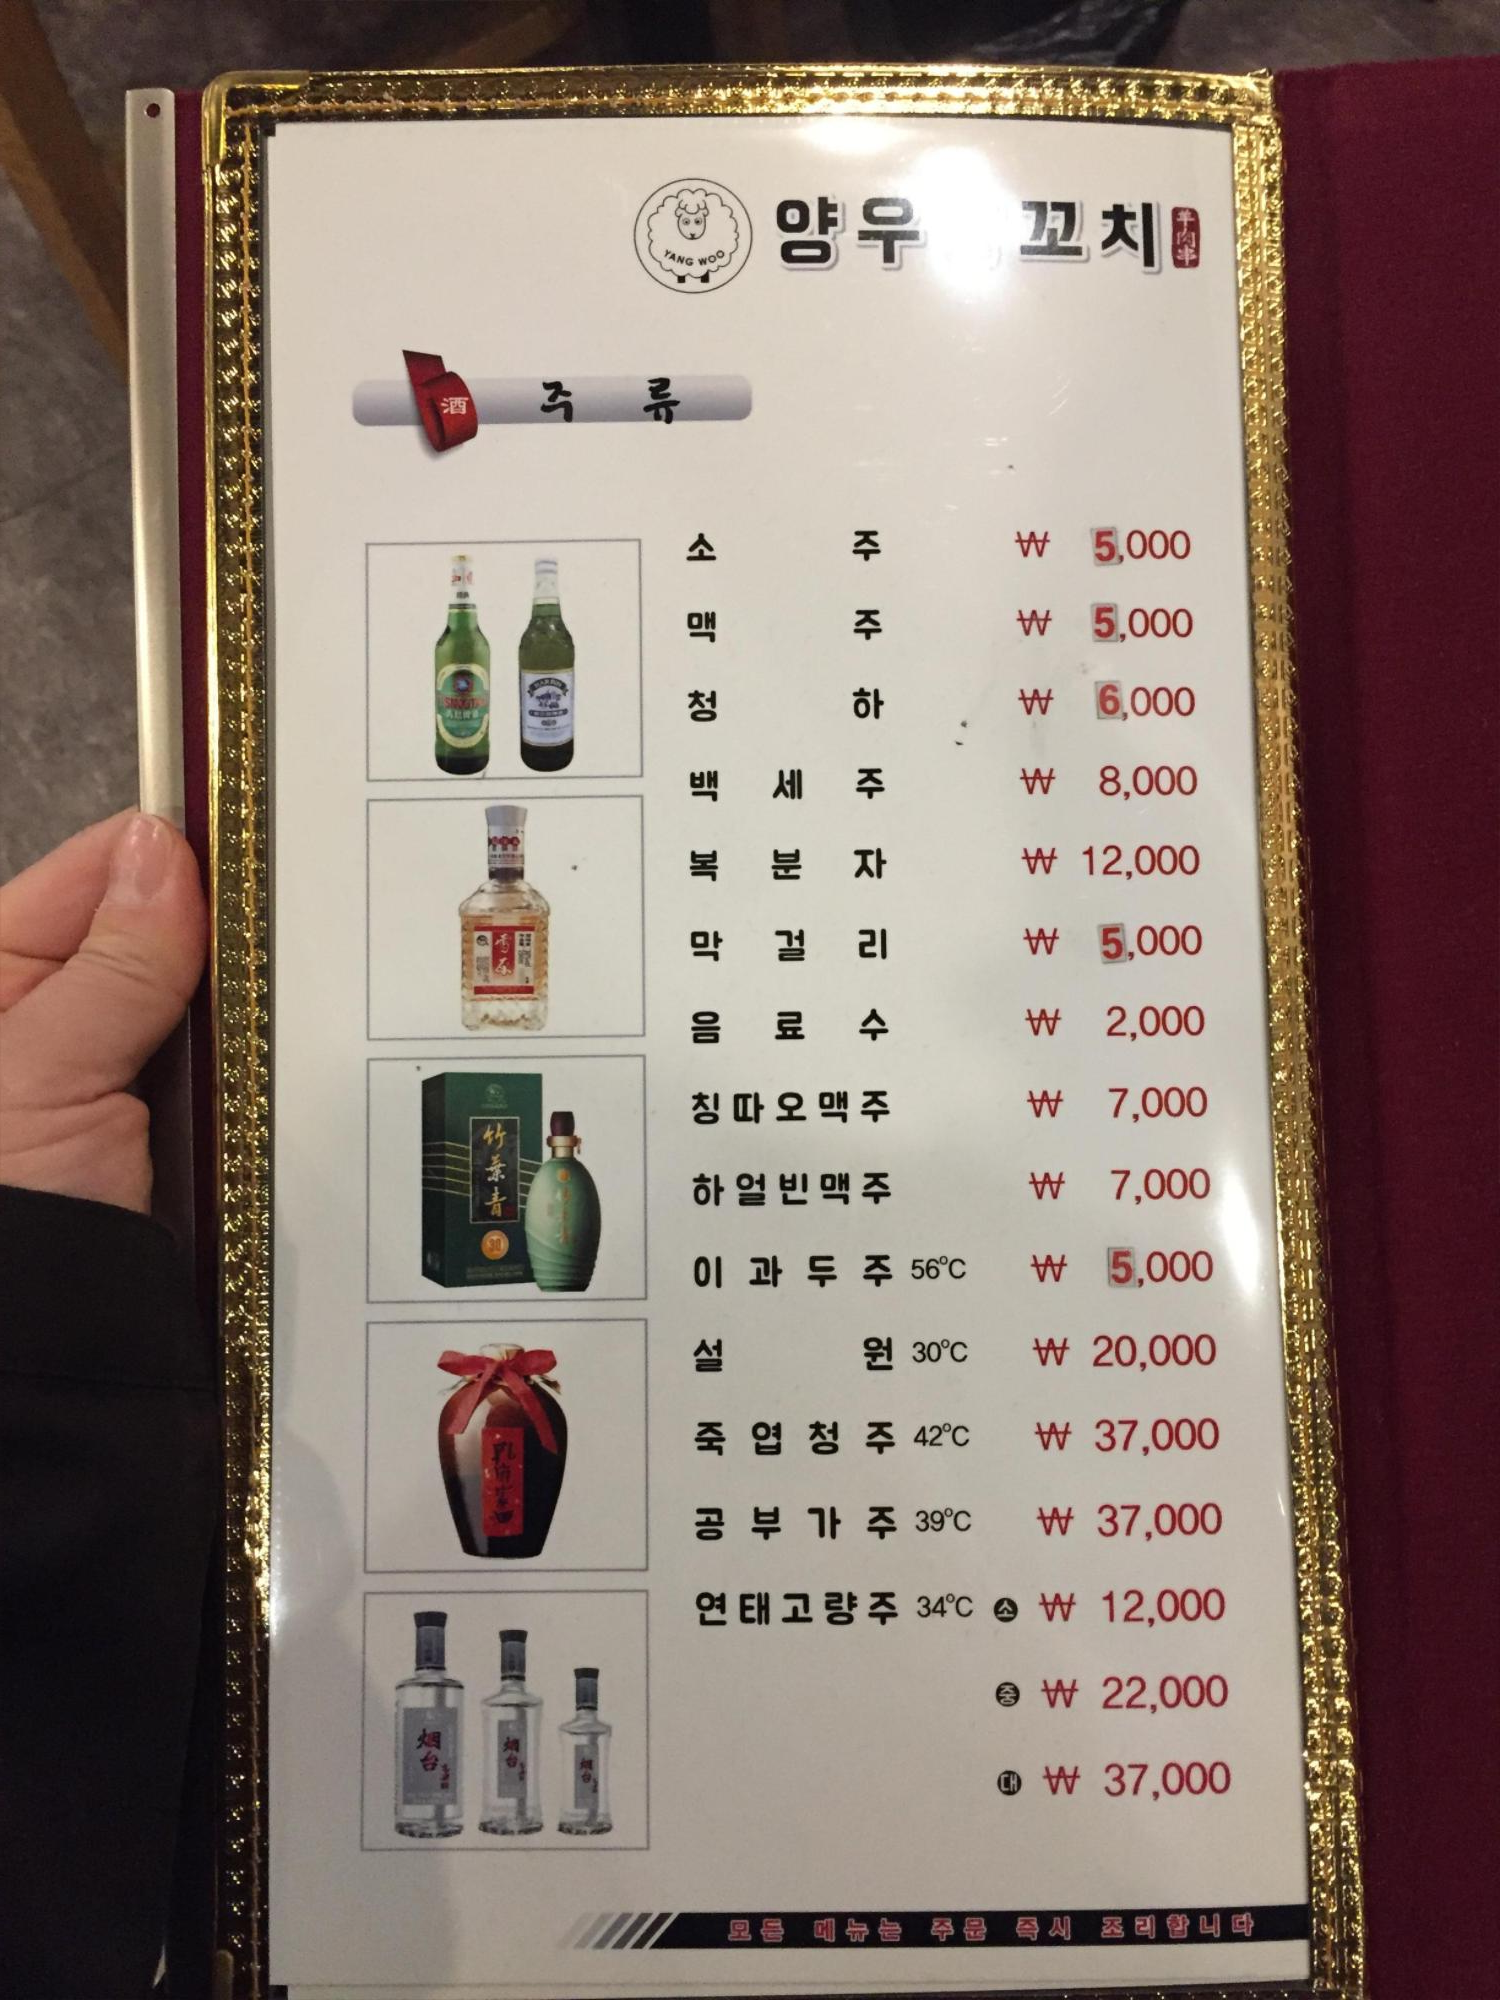 양우 꼬치 羊肉串
YANG WOO
酒 주류
소주 ₩ 5,000
맥주 ₩ 5,000
청하 ₩ 6,000
백세주 ₩ 8,000
복분자 ₩ 12,000
막걸리 ₩ 5,000
음료수 ₩ 2,000
칭따오맥주 ₩ 7,000
하얼빈맥주 ₩ 7,000
이과두주 56℃ ₩ 5,000
설원 30℃ ₩ 20,000
죽엽청주 42℃ ₩ 37,000
공부가주 39℃ ₩ 37,000
연태고량주 34℃ 소 ₩ 12,000
중 ₩ 22,000
대 ₩ 37,000
竹葉青
30
烟台
烟台
烟台
모든 메뉴는 주문 즉시 조리합니다